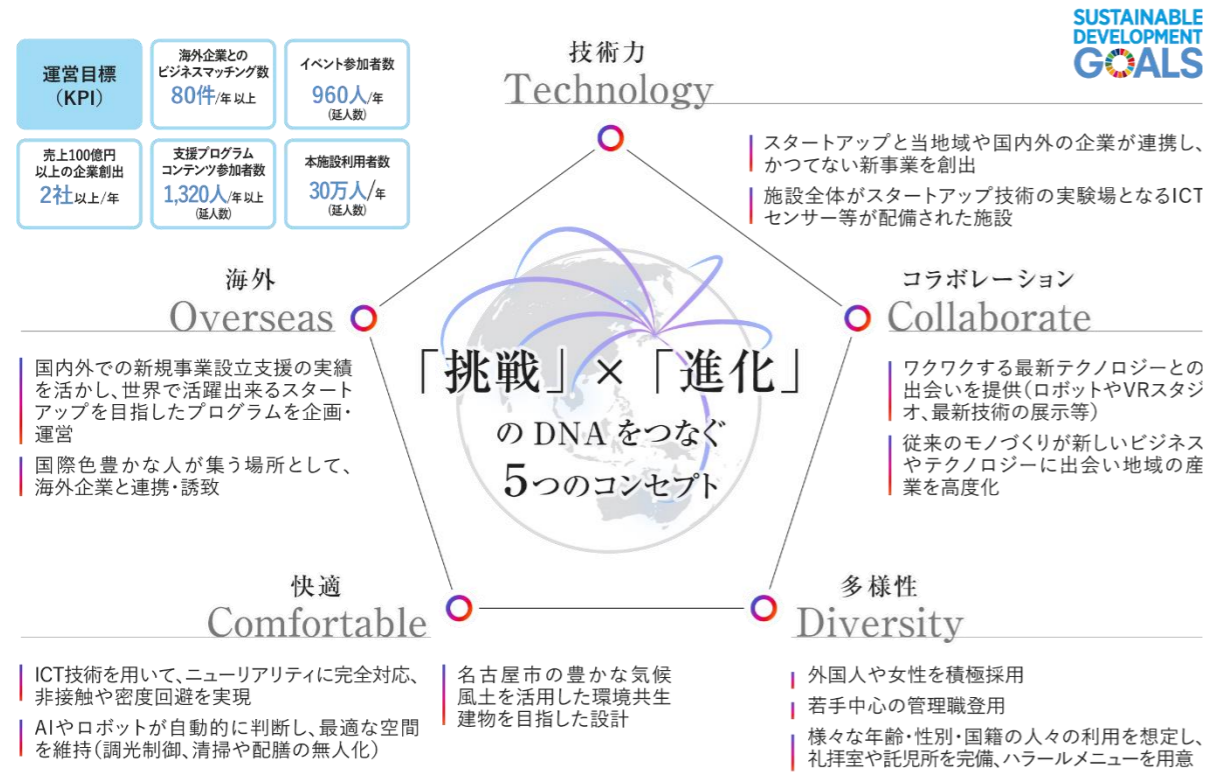 SUSTAINABLE
DEVELOPMENT
GOALS
運営目標
(KPI)
海外企業との
ビジネスマッチング数
80件/年以上
イベント参加者数
960人/年
(延人数)
売上100億円
以上の企業創出
2社以上/年
支援プログラム
コンテンツ参加者数
1,320人/年以上
(延人数)
本施設利用者数
30万人/年
(延人数)
技術力
Technology
スタートアップと当地域や国内外の企業が連携し、
かつてない新事業を創出
施設全体がスタートアップ技術の実験場となるICT
センサー等が配備された施設
海外
Overseas
国内外での新規事業設立支援の実績
を活かし、世界で活躍出来るスタート
アップを目指したプログラムを企画・
運営
国際色豊かな人が集う場所として、
海外企業と連携・誘致
「挑戦」×「進化」
のDNAをつなぐ
5つのコンセプト
コラボレーション
Collaborate
ワクワクする最新テクノロジーとの
出会いを提供(ロボットやVRスタジ
オ、最新技術の展示等)
従来のモノづくりが新しいビジネス
やテクノロジーに出会い地域の産
業を高度化
快適
Comfortable
ICT技術を用いて、ニューリアリティに完全対応、
非接触や密度回避を実現
AIやロボットが自動的に判断し、最適な空間
を維持(調光制御、清掃や配膳の無人化)
名古屋市の豊かな気候
風土を活用した環境共生
建物を目指した設計
多様性
Diversity
外国人や女性を積極採用
若手中心の管理職登用
様々な年齢・性別・国籍の人々の利用を想定し、
礼拝室や託児所を完備、ハラールメニューを用意